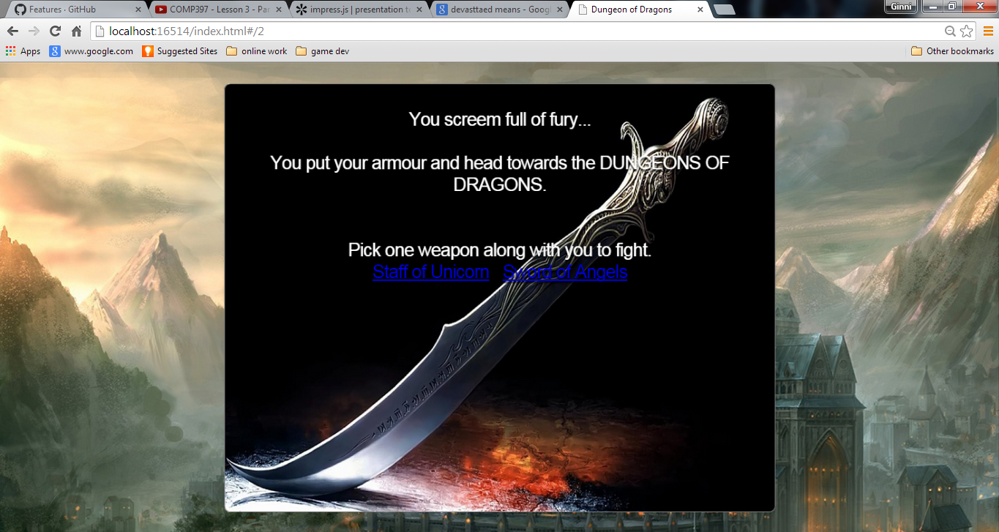 Features · GitHub
COMP397 - Lesson 3 - Par
impress.js | presentation to
devasttaed means - Goog
Dungeon of Dragons
Ginni
localhost:16514/index.html#/2
Apps
www.google.com
Suggested Sites
online work
game dev
Other bookmarks
You screem full of fury...
You put your armour and head towards the DUNGEONS OF
DRAGONS.
Pick one weapon along with you to fight.
Staff of Unicorn Sword of Angels